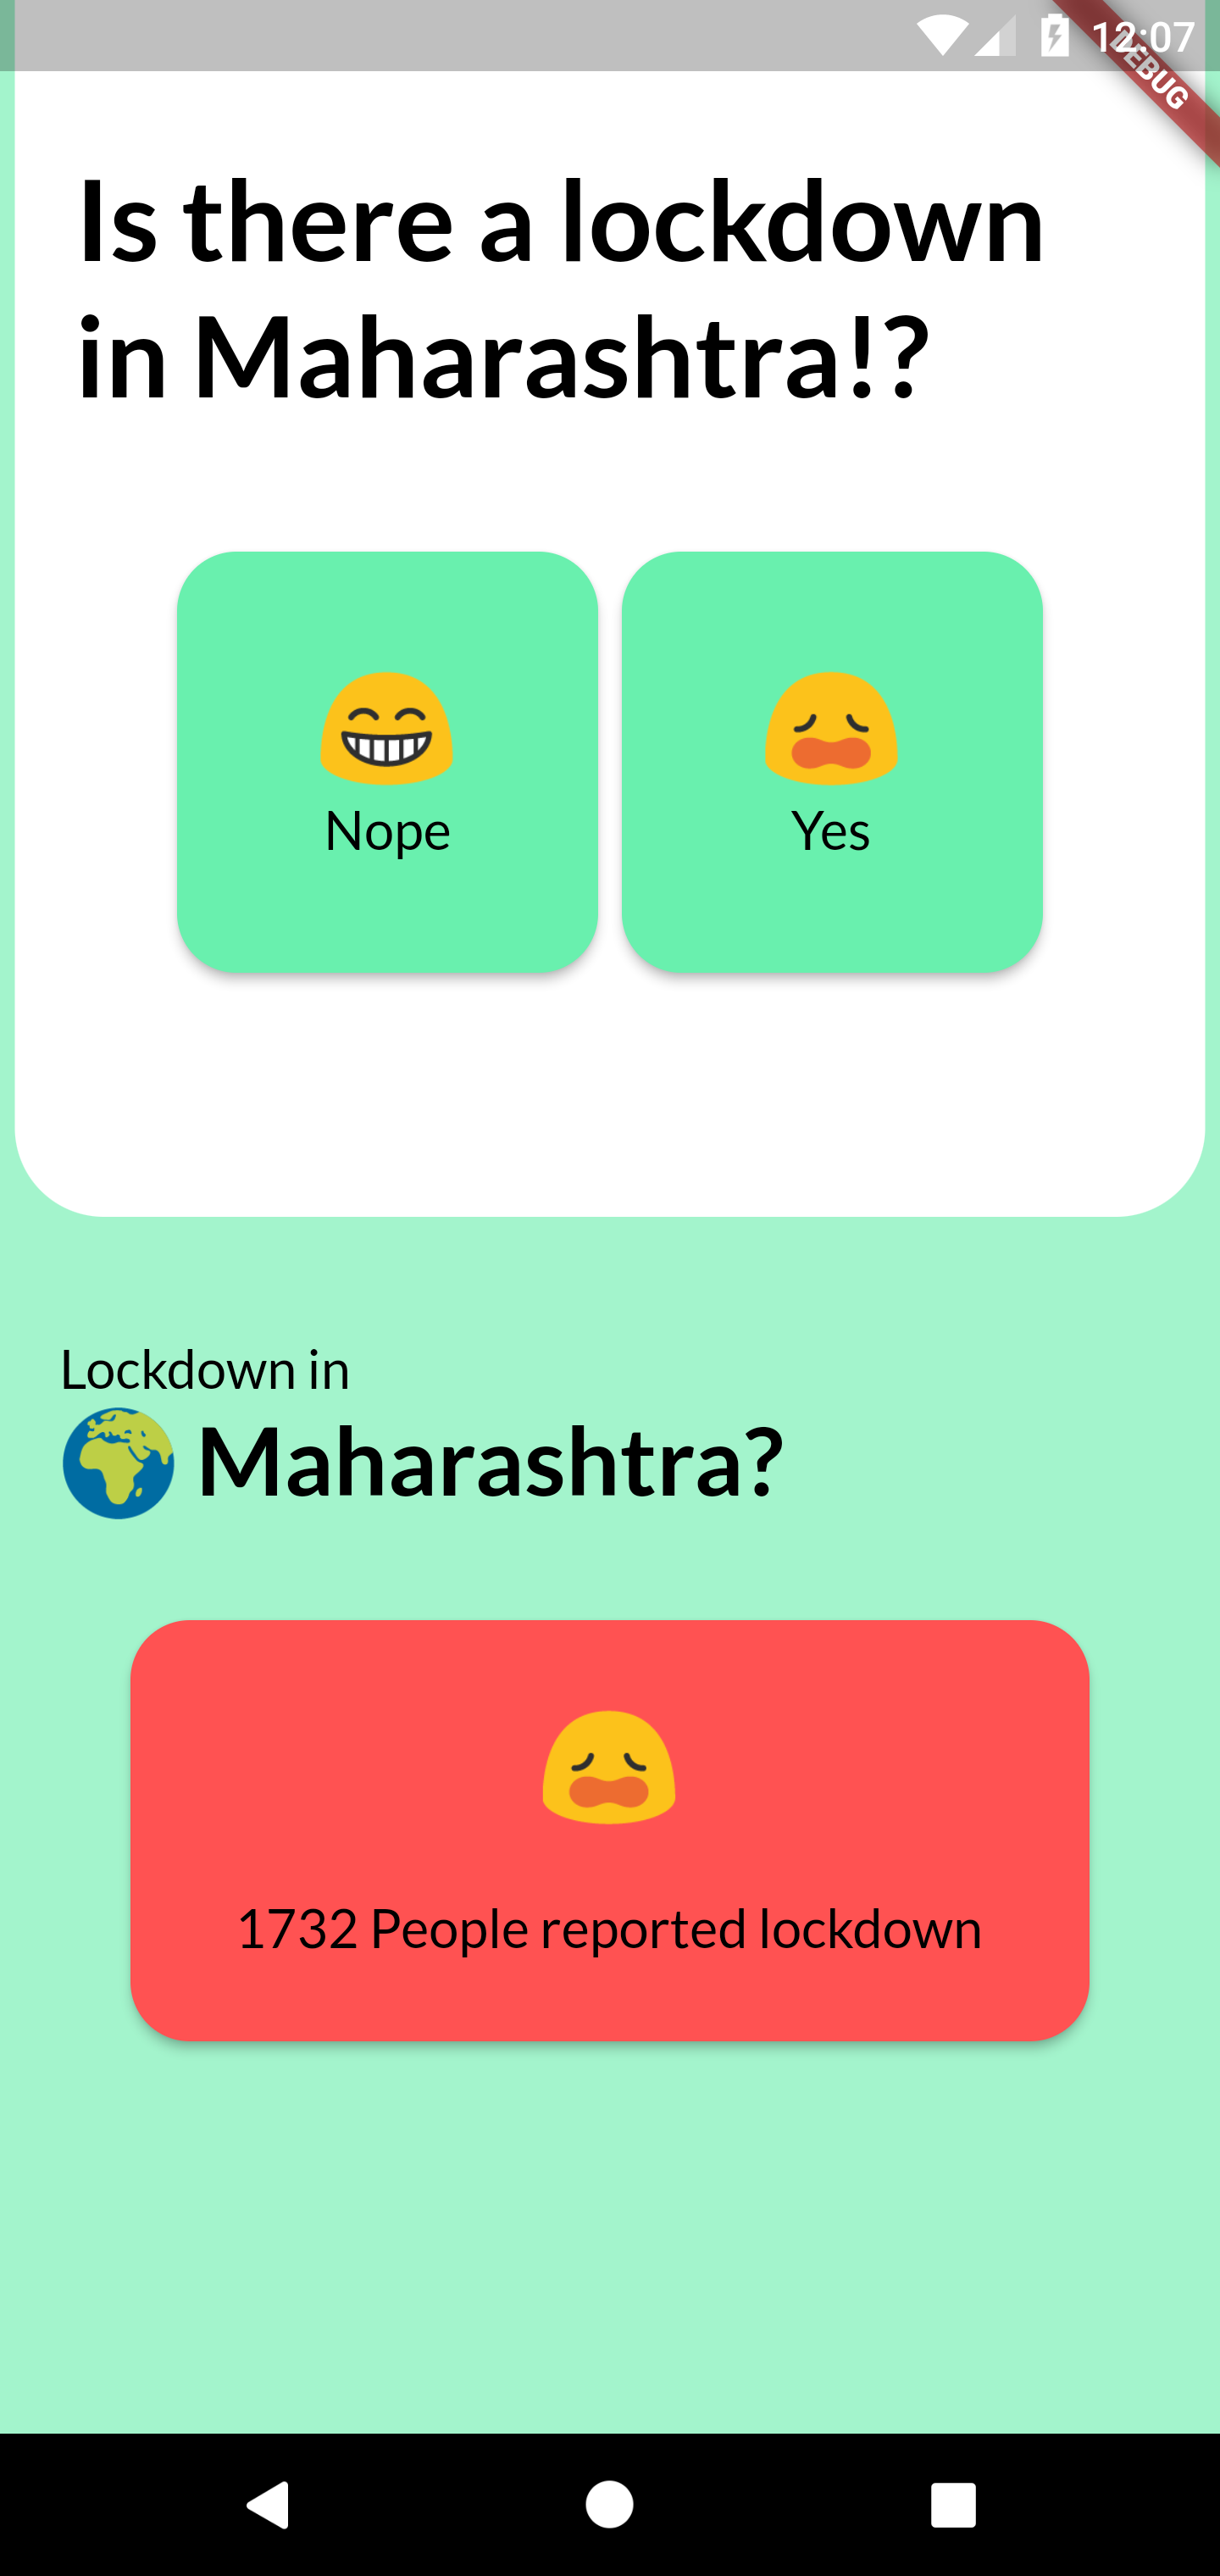 12:07
DEBUG
Is there a lockdown
in Maharashtra!?
Nope
Yes
Lockdown in
Maharashtra?
1732 People reported lockdown